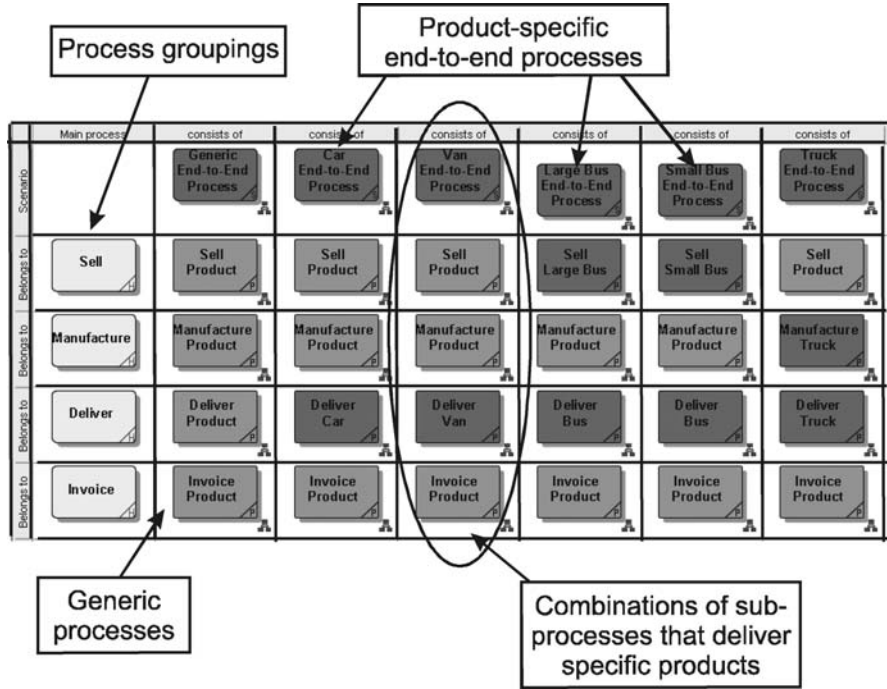 Process groupings
Product-specific
end-to-end processes
Main process
consists of
consists of
consists of
consists of
consists of
consists of
Scenario
Generic
End-to-End
Process
S
Car
End-to-End
Process
S
Van
End-to-End
Process
S
Large Bus
End-to-End
Process
S
Small Bus
End-to-End
Process
S
Truck
End-to-End
Process
S
Belongs to
Sell
H
Sell
Product
P
Sell
Product
P
Sell
Product
P
Sell
Large Bus
P
Sell
Small Bus
P
Sell
Product
P
Belongs to
Manufacture
H
Manufacture
Product
P
Manufacture
Product
P
Manufacture
Product
P
Manufacture
Product
P
Manufacture
Product
P
Manufacture
Truck
P
Belongs to
Deliver
H
Deliver
Product
P
Deliver
Car
P
Deliver
Van
P
Deliver
Bus
P
Deliver
Bus
P
Deliver
Truck
P
Belongs to
Invoice
H
Invoice
Product
P
Invoice
Product
P
Invoice
Product
P
Invoice
Product
P
Invoice
Product
P
Invoice
Product
P
Generic
processes
Combinations of sub-
processes that deliver
specific products